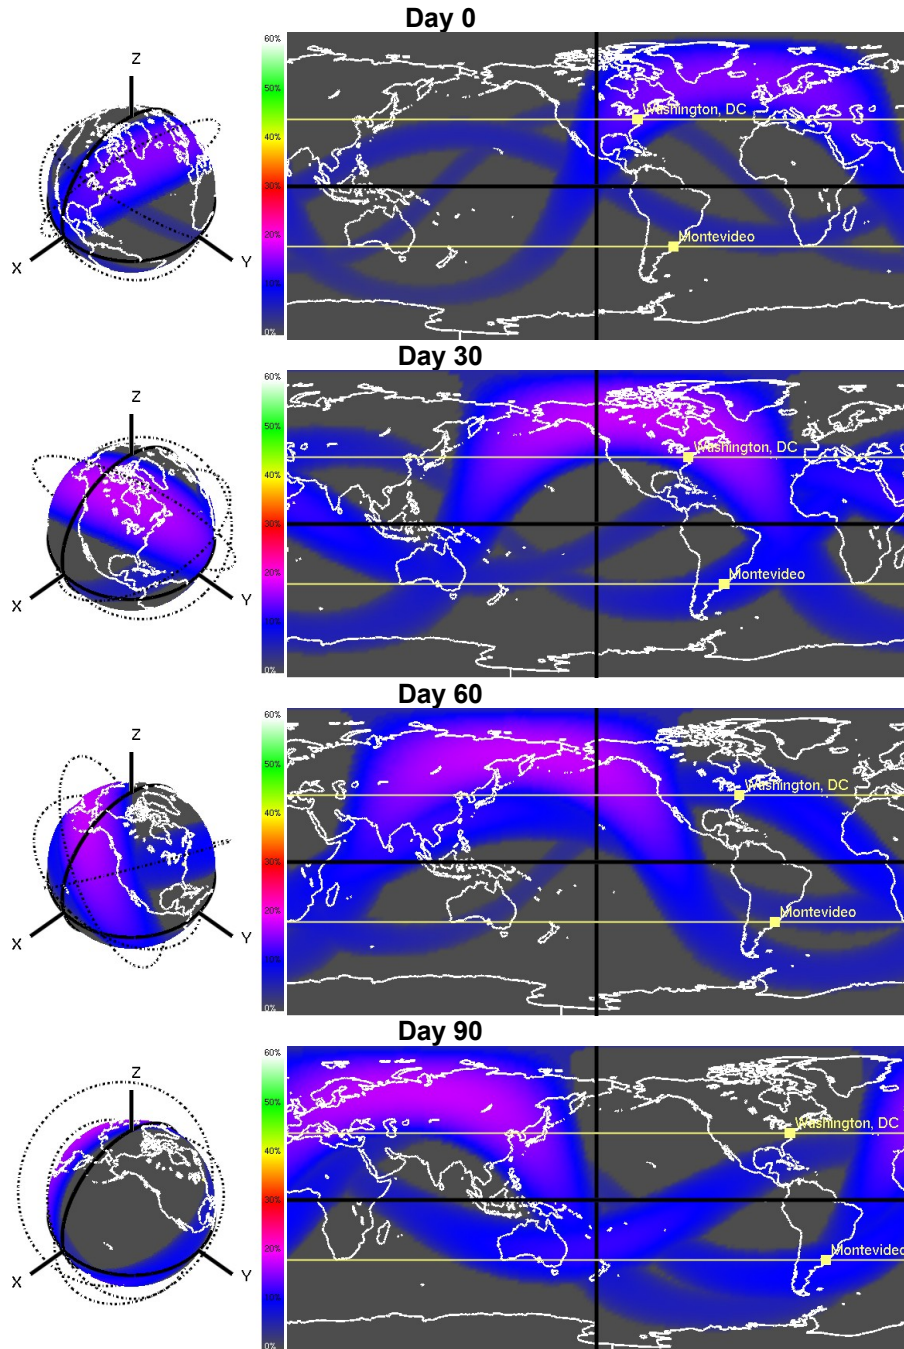 Day 0
Z
X
Y
60%
50%
40%
30%
20%
10%
0%
Washington, DC
Montevideo
Day 30
Z
X
Y
60%
50%
40%
30%
20%
10%
0%
Washington, DC
Montevideo
Day 60
Z
X
Y
60%
50%
40%
30%
20%
10%
0%
Washington, DC
Montevideo
Day 90
Z
X
Y
60%
50%
40%
30%
20%
10%
0%
Washington, DC
Montevideo